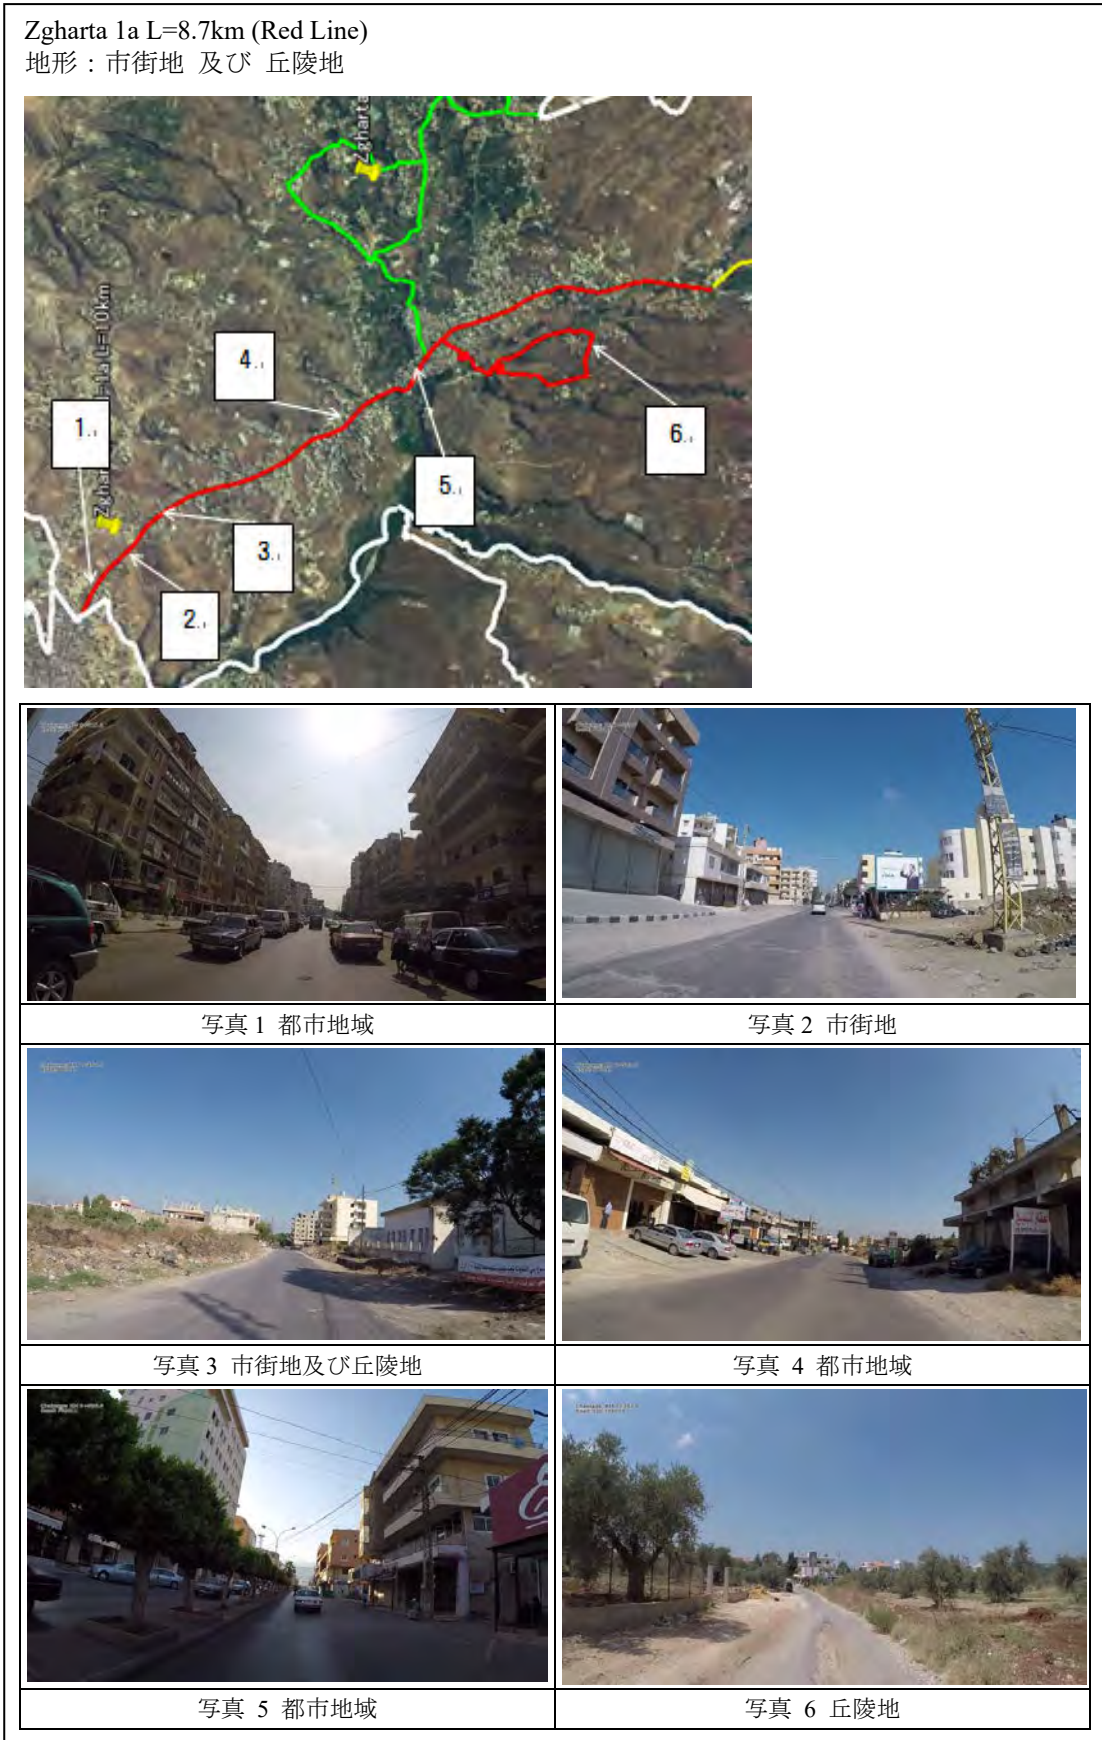 Zgharta 1a L=8.7km (Red Line)
地形：市街地 及び 丘陵地
Zgharta
1a L=10km
1.
2.
3.
4.
5.
6.
写真 1 都市地域
写真 2 市街地
写真 3 市街地及び丘陵地
写真 4 都市地域
写真 5 都市地域
写真 6 丘陵地